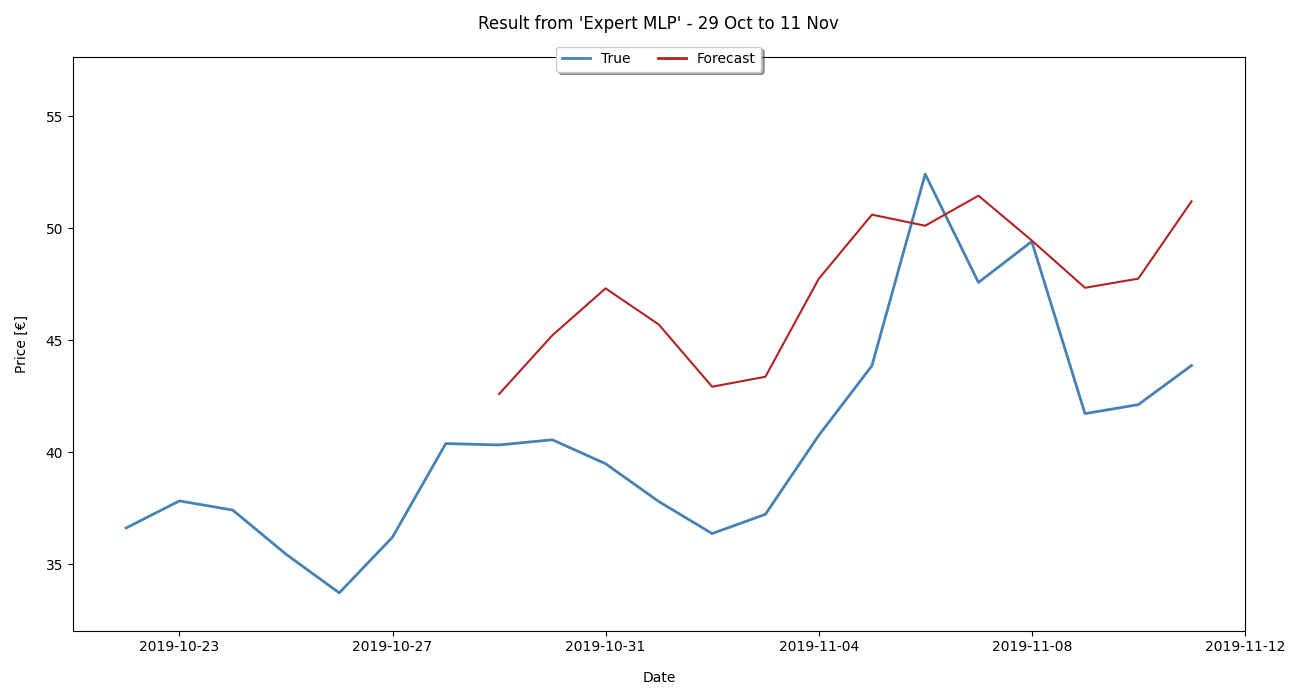 Result from 'Expert MLP' - 29 Oct to 11 Nov
True Forecast
55
50
45
40
35
Price [€]
2019-10-23 2019-10-27 2019-10-31 2019-11-04 2019-11-08 2019-11-12
Date